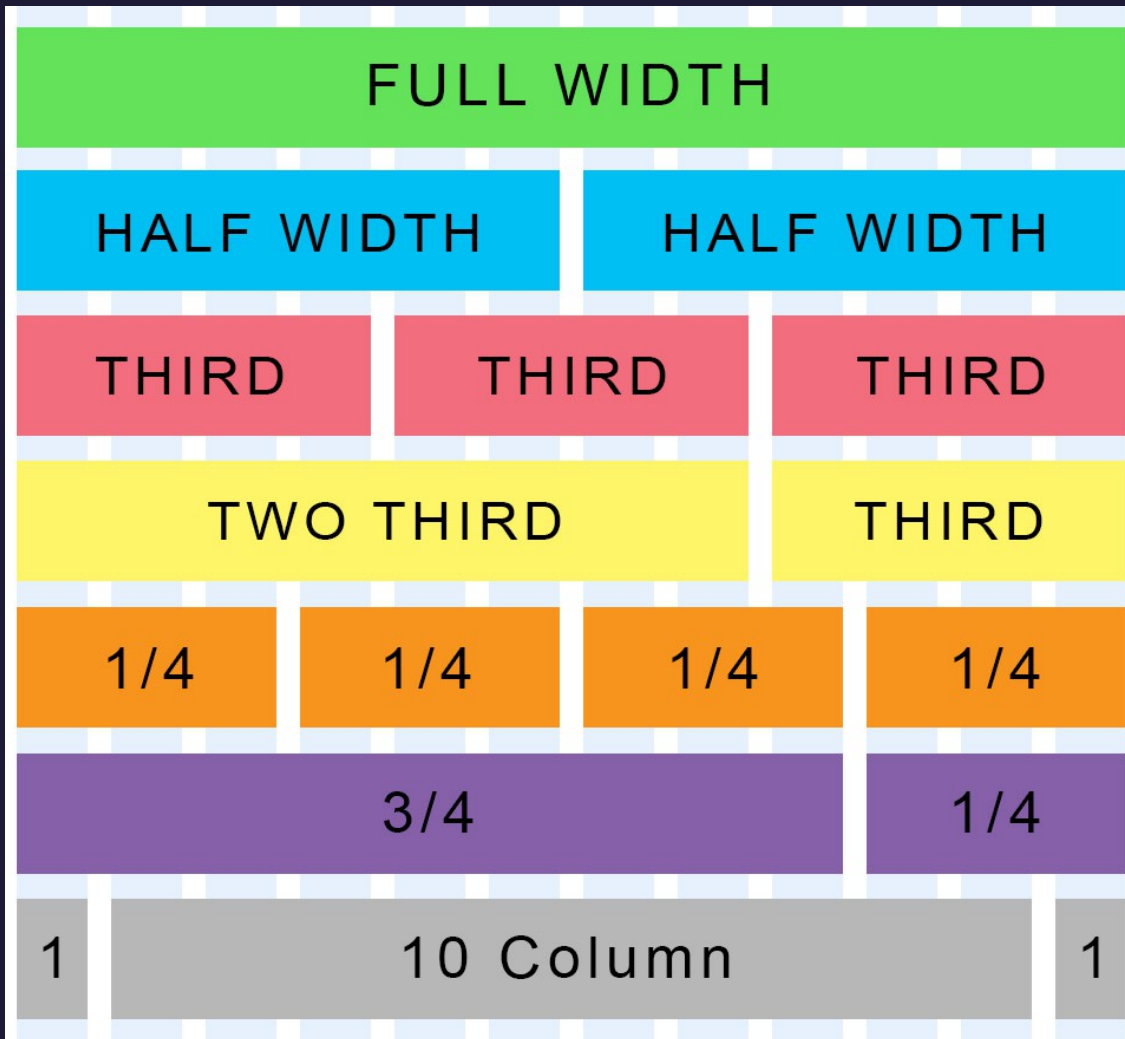 FULL WIDTH
HALF WIDTH HALF WIDTH
THIRD THIRD THIRD
TWO THIRD THIRD
1/4 1/4 1/4 1/4
3/4 1/4
1 10 Column 1